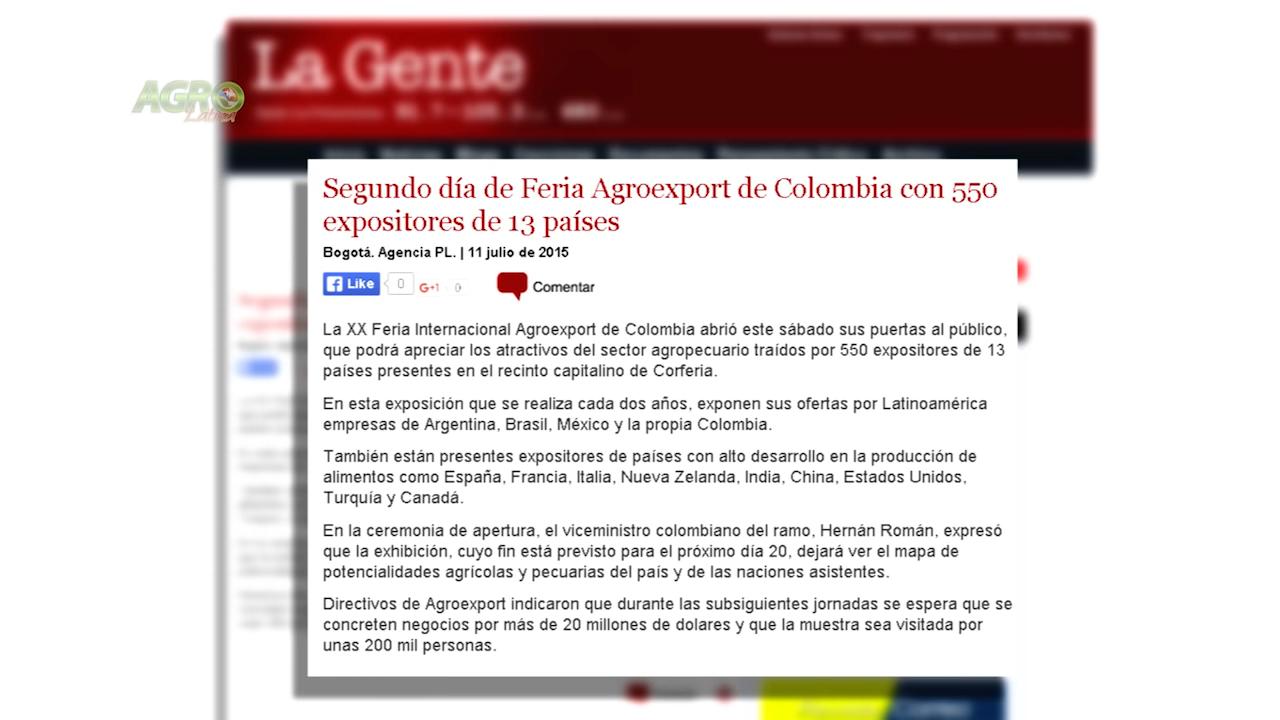 AGRO
Latina
La Gente
Segundo día de Feria Agroexport de Colombia con 550
expositores de 13 países
Bogotá. Agencia PL. | 11 julio de 2015
Like 0 G+1 0 Comentar
La XX Feria Internacional Agroexport de Colombia abrió este sábado sus puertas al público,
que podrá apreciar los atractivos del sector agropecuario traídos por 550 expositores de 13
países presentes en el recinto capitalino de Corferia.
En esta exposición que se realiza cada dos años, exponen sus ofertas por Latinoamérica
empresas de Argentina, Brasil, México y la propia Colombia.
También están presentes expositores de países con alto desarrollo en la producción de
alimentos como España, Francia, Italia, Nueva Zelanda, India, China, Estados Unidos,
Turquía y Canadá.
En la ceremonia de apertura, el viceministro colombiano del ramo, Hernán Román, expresó
que la exhibición, cuyo fin está previsto para el próximo día 20, dejará ver el mapa de
potencialidades agrícolas y pecuarias del país y de las naciones asistentes.
Directivos de Agroexport indicaron que durante las subsiguientes jornadas se espera que se
concreten negocios por más de 20 millones de dolares y que la muestra sea visitada por
unas 200 mil personas.